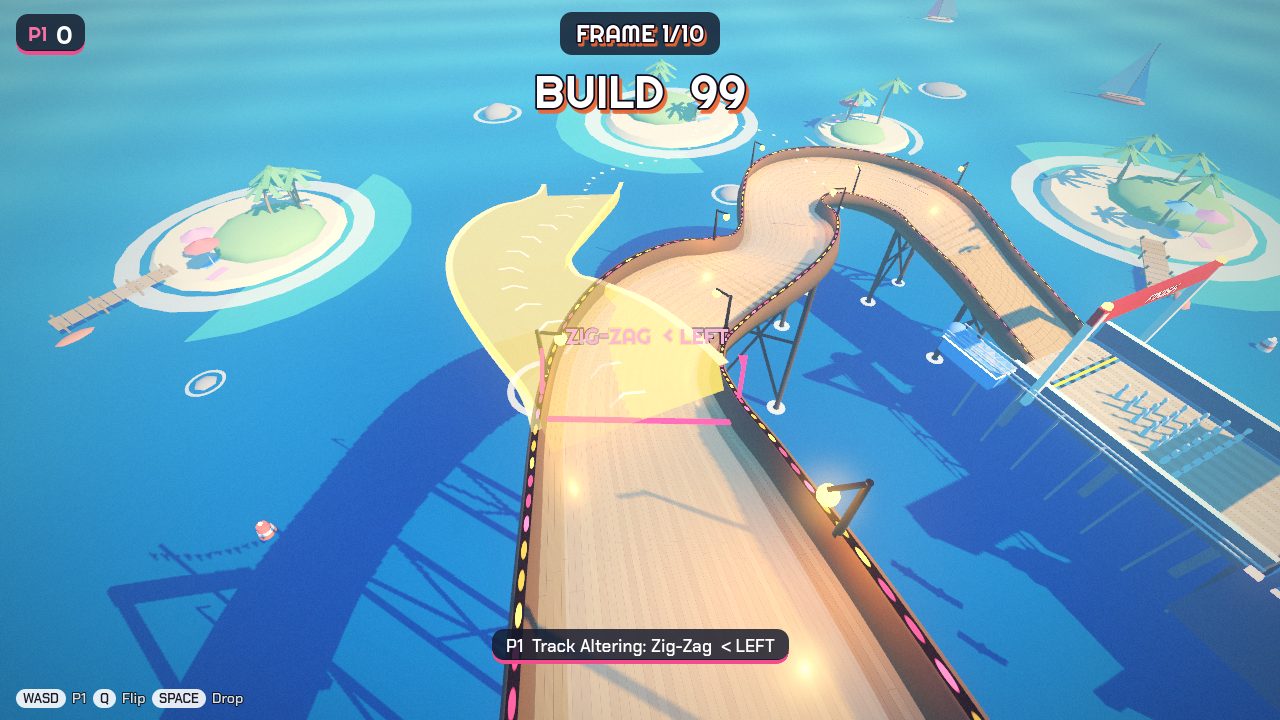 P1 0
FRAME 1/10
BUILD 99
ZIG-ZAG < LEFT
P1 Track Altering: Zig-Zag < LEFT
WASD P1 Q Flip SPACE Drop